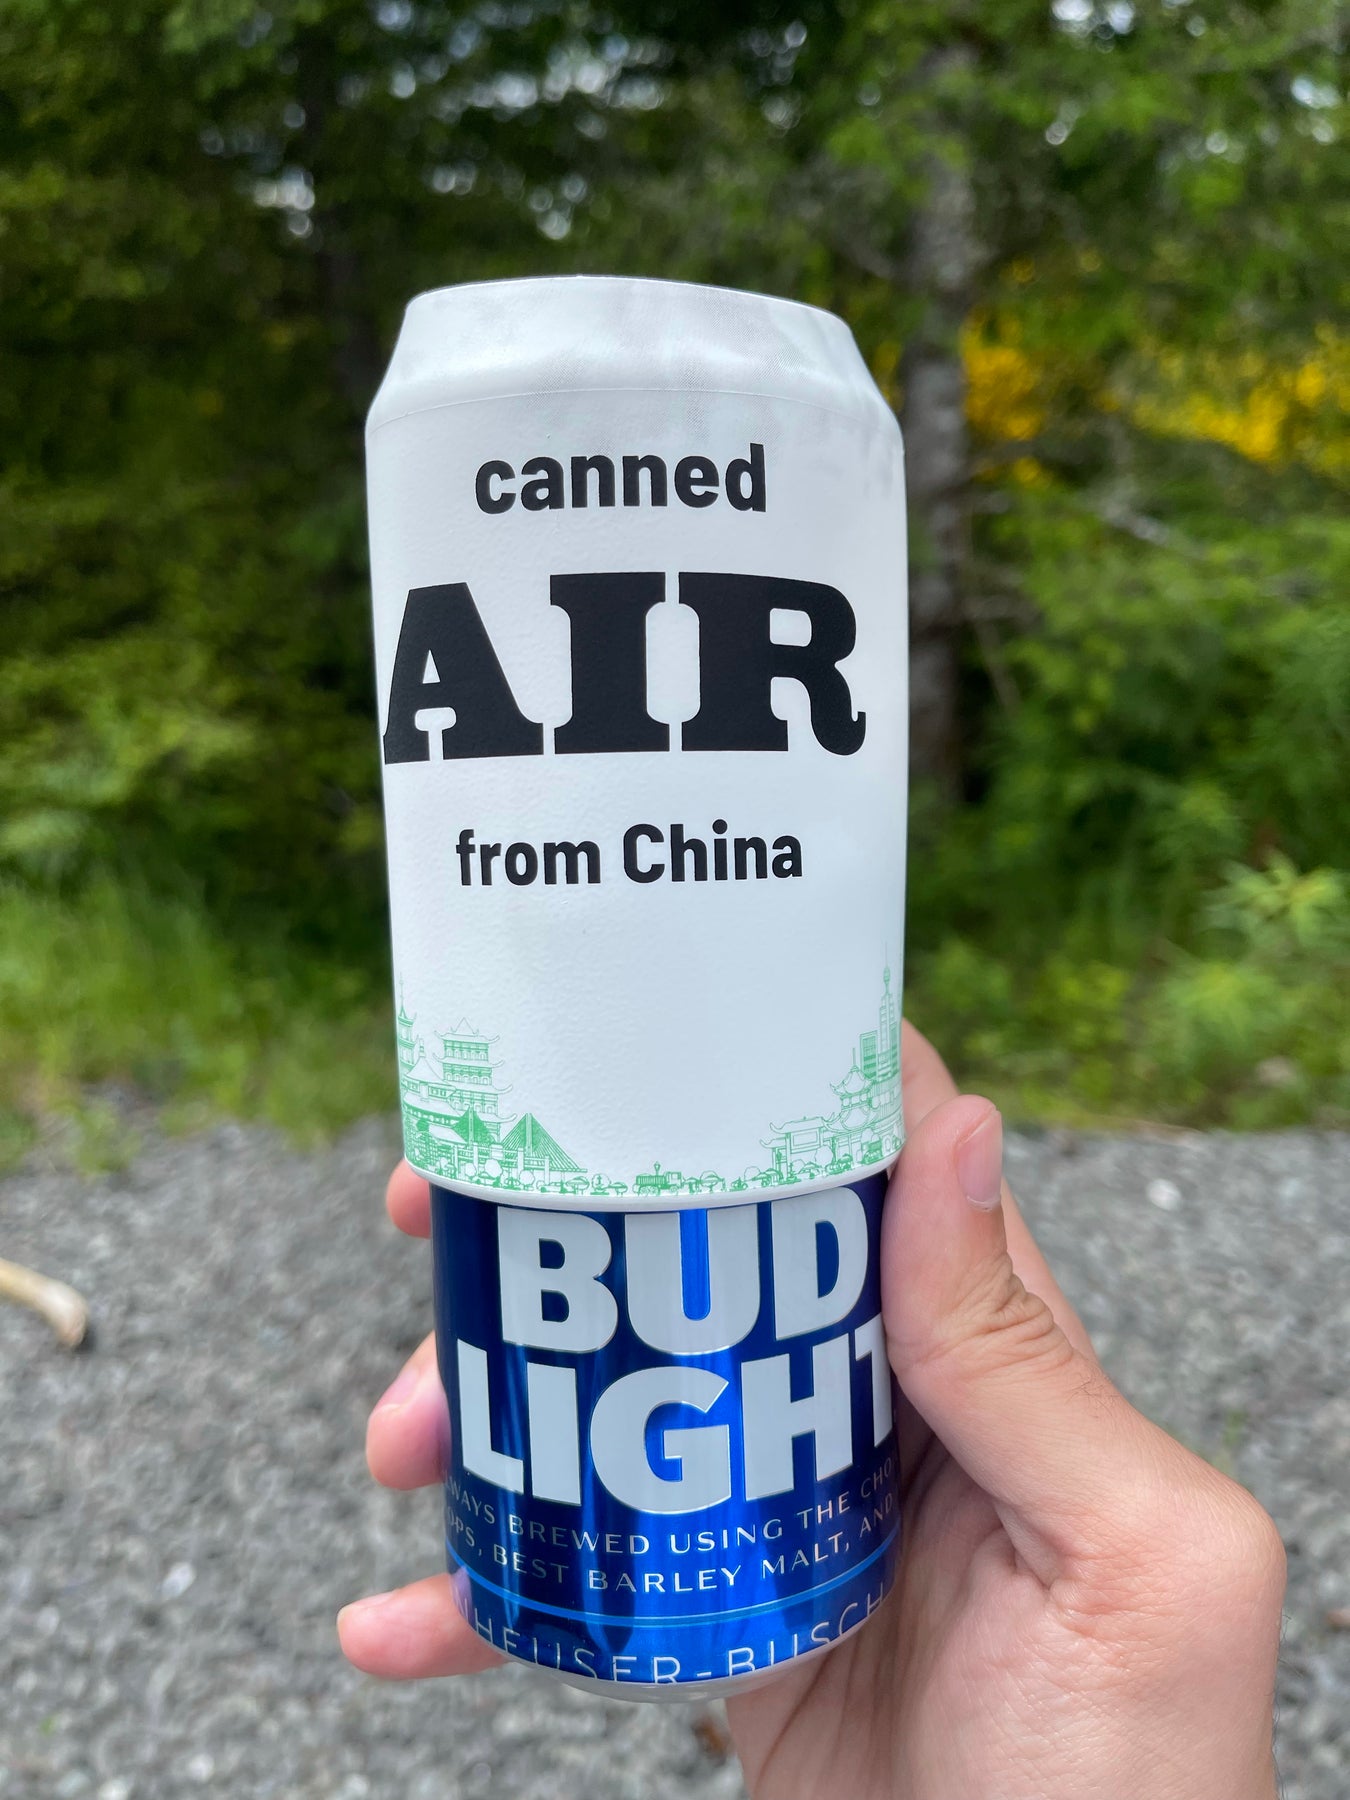 canned
AIR
from China
BUD
LIGHT
BREWED USING THE
BEST BARLEY MALT, AND